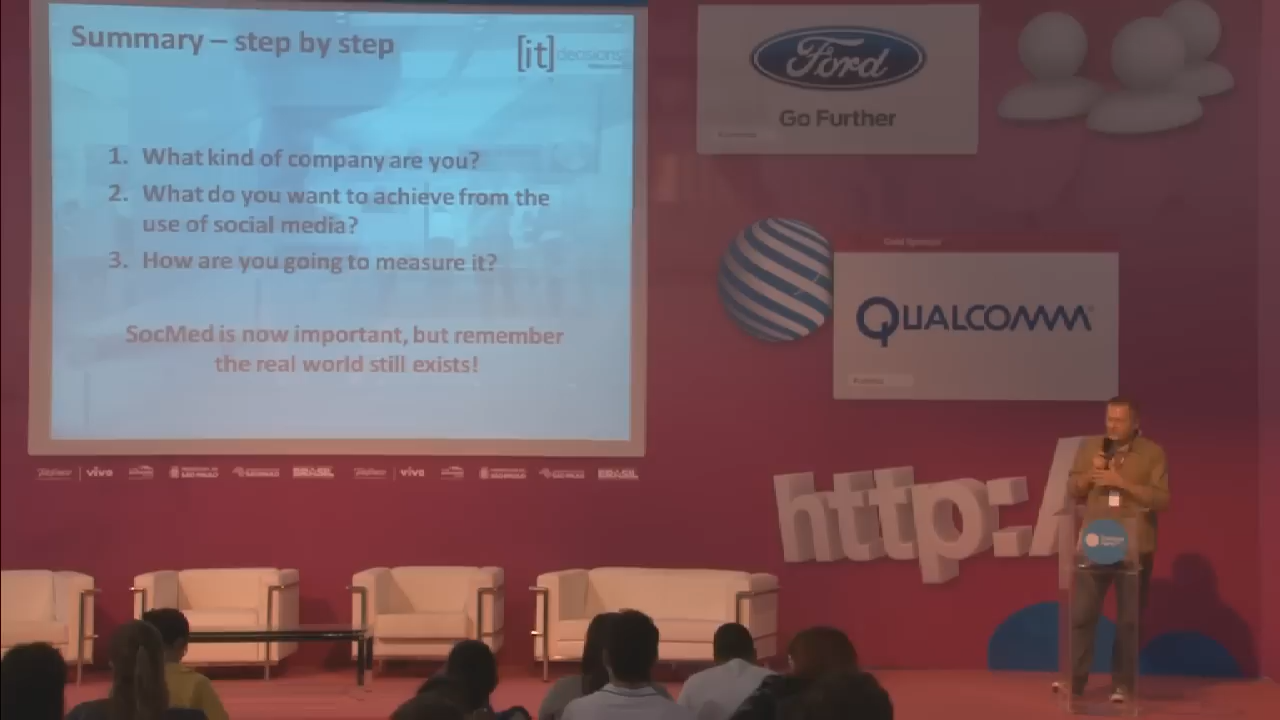 Summary – step by step
[it] decisions
1. What kind of company are you?
2. What do you want to achieve from the
use of social media?
3. How are you going to measure it?
SocMed is now important, but remember
the real world still exists!
Ford
Go Further
QUALCOMM
http:/
vivo
BRASIL
vivo
BRASIL